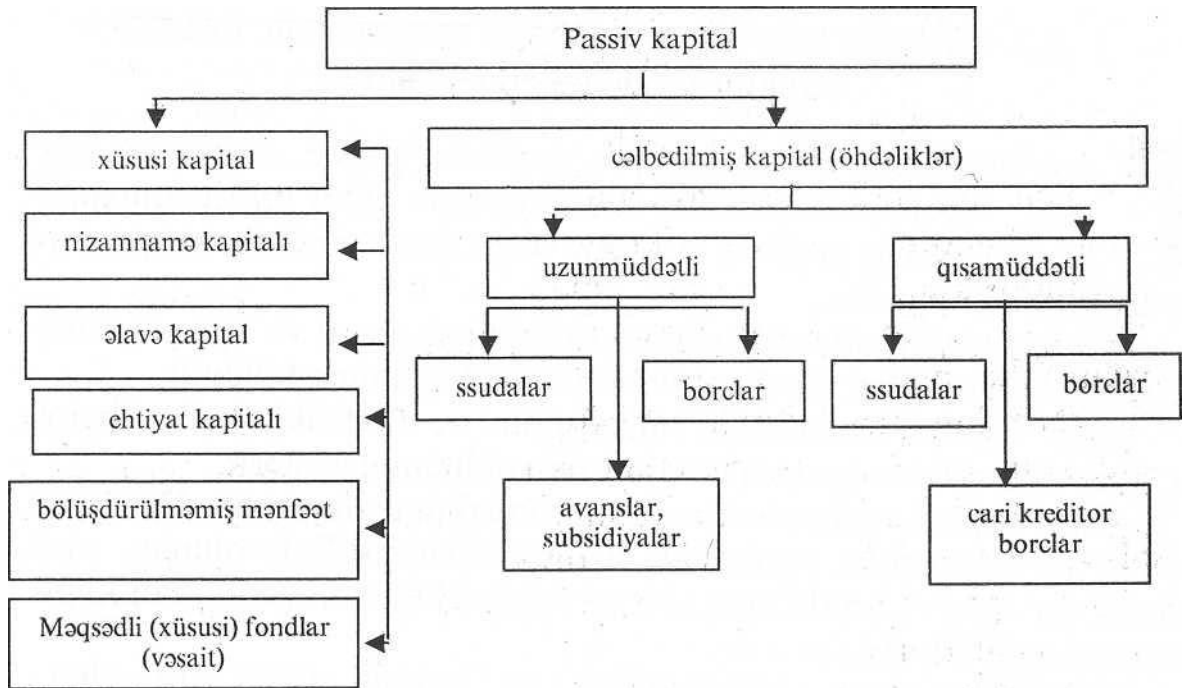 Passiv kapital
xüsusi kapital
nizamnamə kapitalı
əlavə kapital
ehtiyat kapitalı
bölüşdürülməmiş mənfəət
Məqsədli (xüsusi) fondlar
(vəsait)
cəlbedilmiş kapital (öhdəliklər)
uzunmüddətli
ssudalar
borclar
avanslar,
subsidiyalar
qısamüddətli
ssudalar
borclar
cari kreditor
borclar